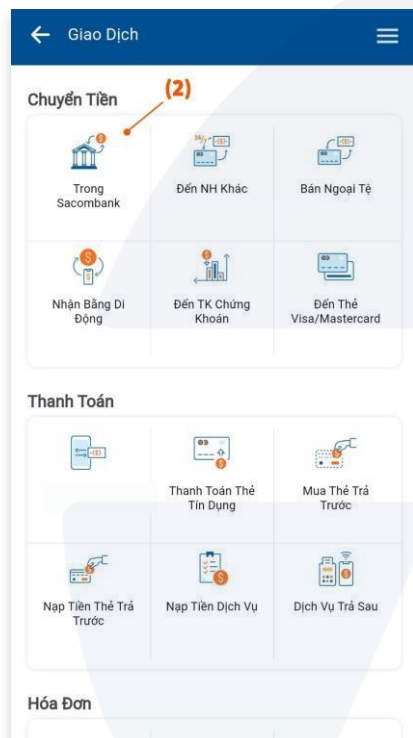 Giao Dịch
(2)
Chuyển Tiền
Trong
Sacombank
Đến NH Khác
Bán Ngoại Tệ
Nhận Bằng Di
Động
Đến TK Chứng
Khoán
Đến Thẻ
Visa/Mastercard
Thanh Toán
Thanh Toán Thẻ
Tín Dụng
Mua Thẻ Trả
Trước
Nạp Tiền Thẻ Trả
Trước
Nạp Tiền Dịch Vụ
Dịch Vụ Trả Sau
Hóa Đơn